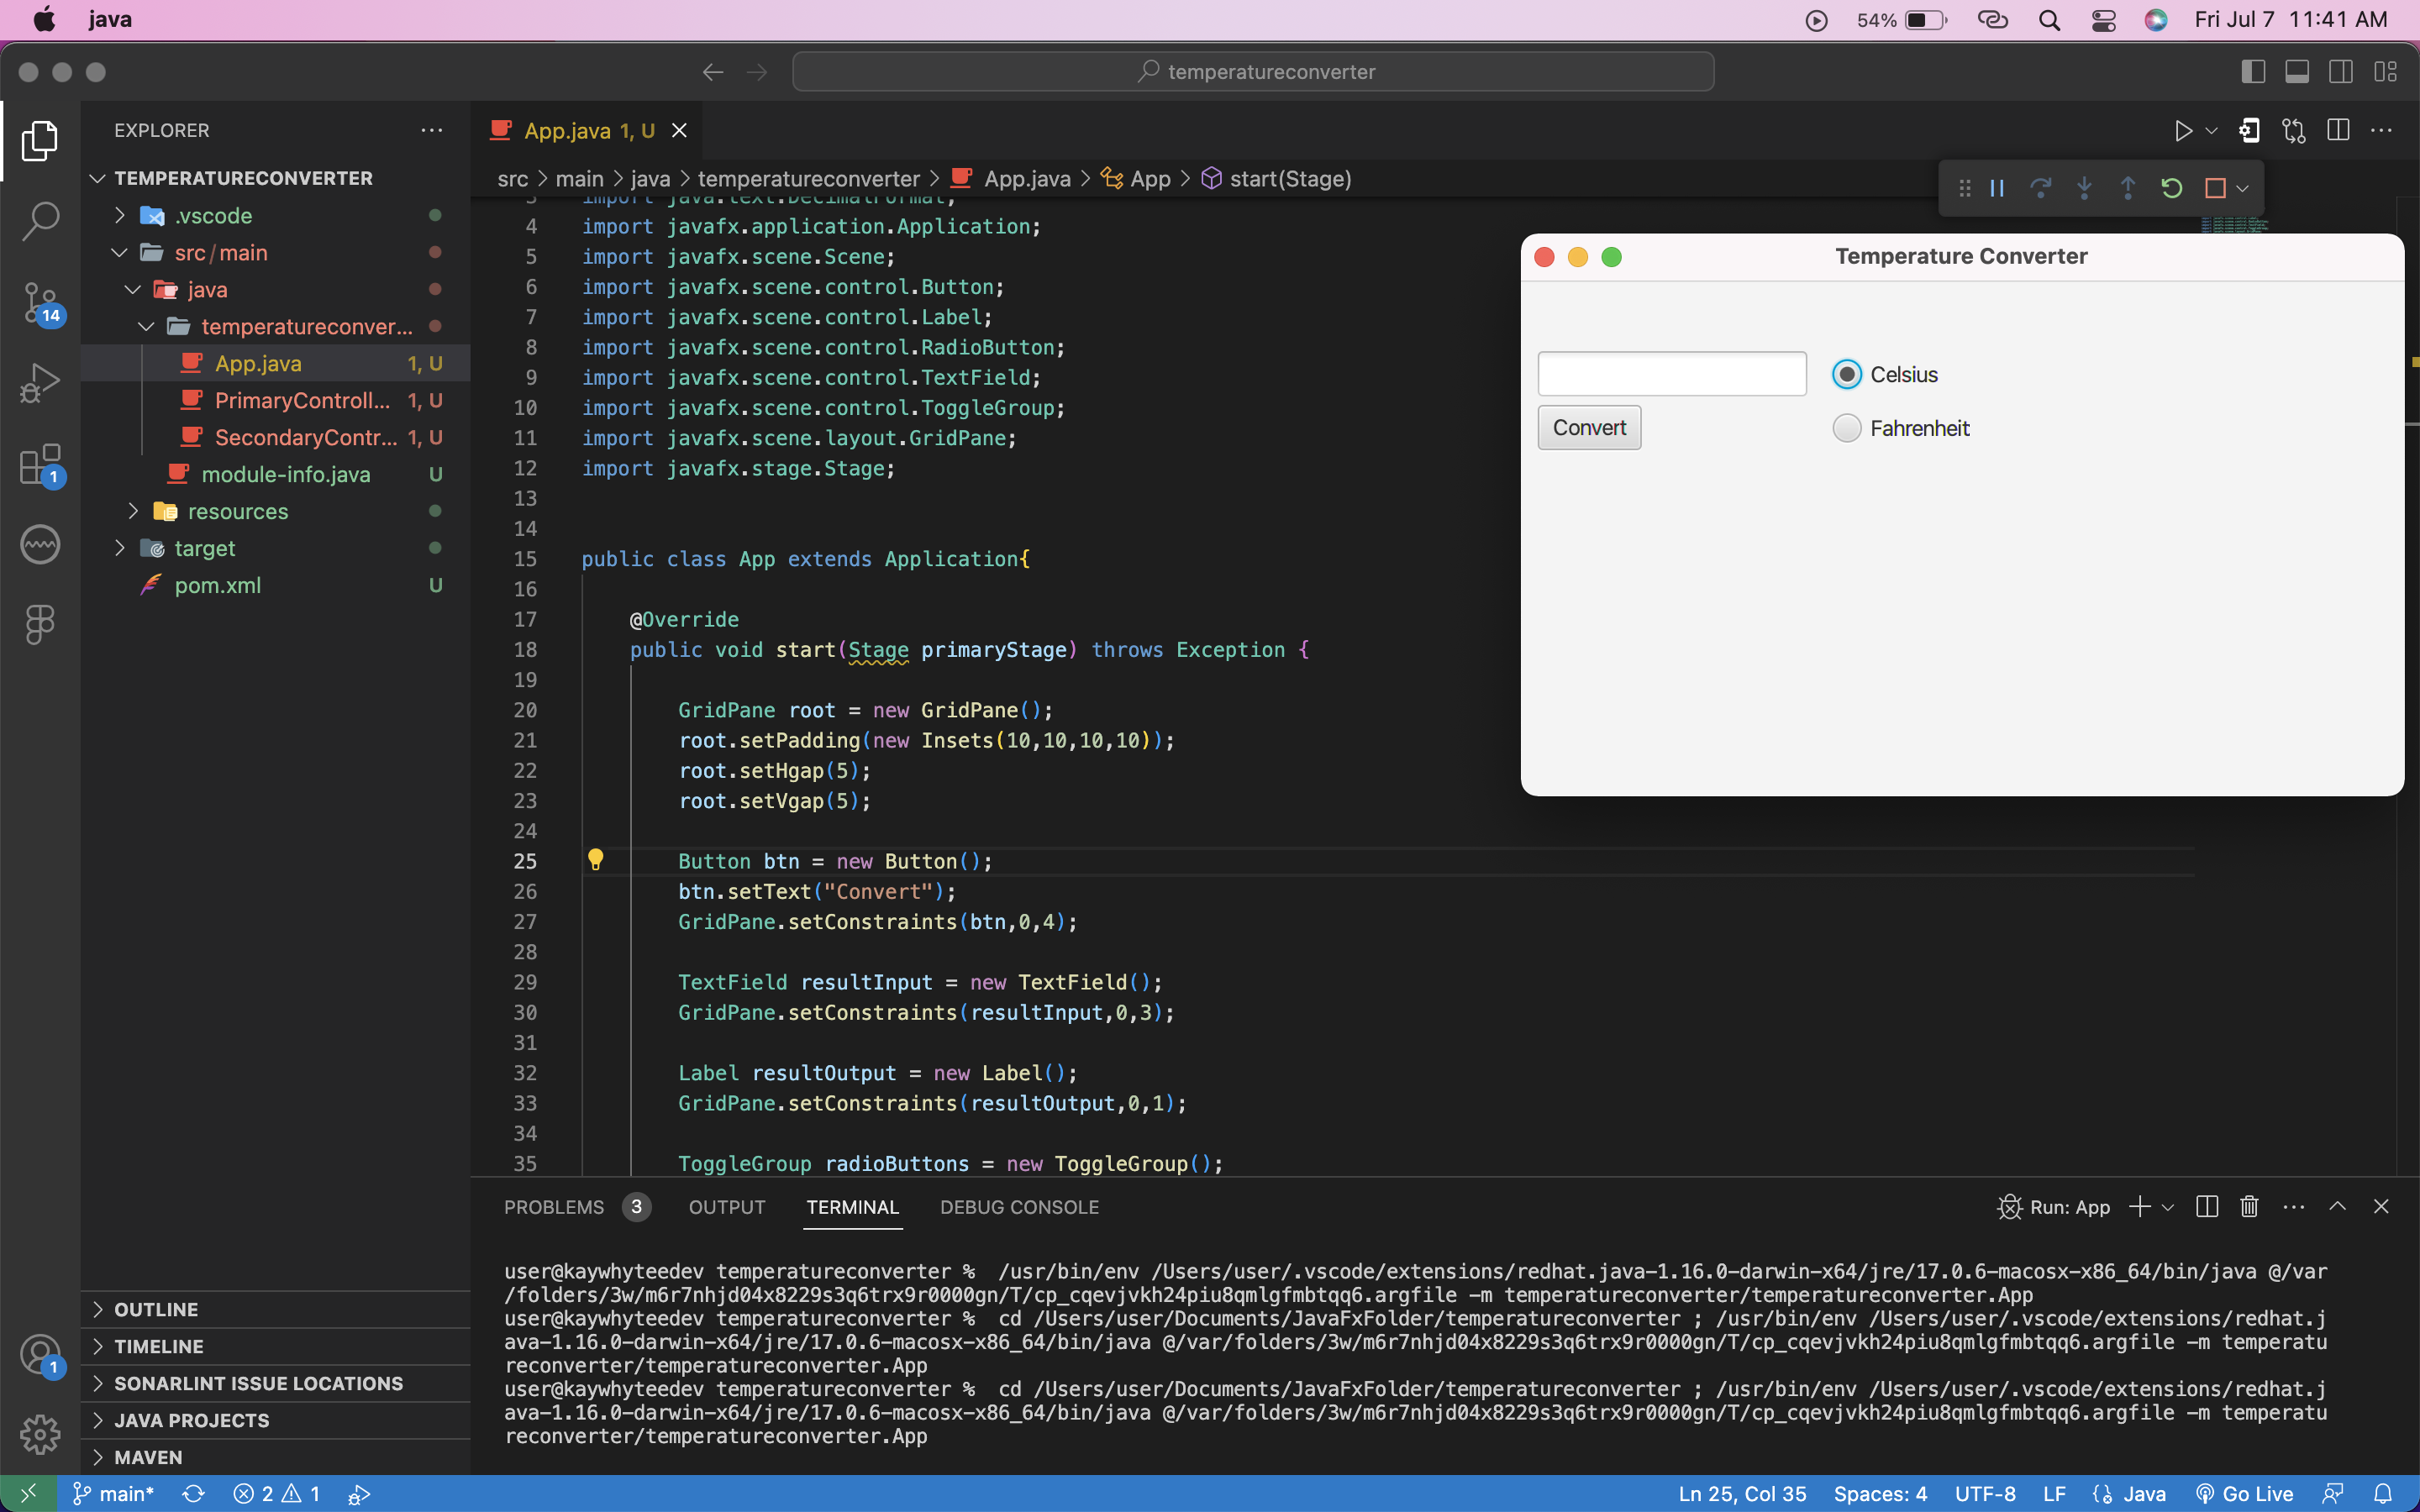 java
54%
Fri Jul 7 11:41 AM
temperatureconverter
EXPLORER
App.java 1, U
TEMPERATURECONVERTER
src > main > java > temperatureconverter > App.java > App > start(Stage)
.vscode
src/main
java
temperatureconver...
App.java 1, U
PrimaryControll... 1, U
SecondaryContr... 1, U
module-info.java U
resources
target
pom.xml U
14
1
3 import java.text.DecimalFormat;
4 import javafx.application.Application;
5 import javafx.scene.Scene;
6 import javafx.scene.control.Button;
7 import javafx.scene.control.Label;
8 import javafx.scene.control.RadioButton;
9 import javafx.scene.control.TextField;
10 import javafx.scene.control.ToggleGroup;
11 import javafx.scene.layout.GridPane;
12 import javafx.stage.Stage;
13
14
15 public class App extends Application{
16
17 @Override
18 public void start(Stage primaryStage) throws Exception {
19
20 GridPane root = new GridPane();
21 root.setPadding(new Insets(10,10,10,10));
22 root.setHgap(5);
23 root.setVgap(5);
24
25 Button btn = new Button();
26 btn.setText("Convert");
27 GridPane.setConstraints(btn,0,4);
28
29 TextField resultInput = new TextField();
30 GridPane.setConstraints(resultInput,0,3);
31
32 Label resultOutput = new Label();
33 GridPane.setConstraints(resultOutput,0,1);
34
35 ToggleGroup radioButtons = new ToggleGroup();
Temperature Converter
Celsius
Convert
Fahrenheit
PROBLEMS 3 OUTPUT TERMINAL DEBUG CONSOLE
Run: App
user@kaywhyteedev temperatureconverter % /usr/bin/env /Users/user/.vscode/extensions/redhat.java-1.16.0-darwin-x64/jre/17.0.6-macosx-x86_64/bin/java @/var
/folders/3w/m6r7nhjd04x8229s3q6trx9r0000gn/T/cp_cqevjvkh24piu8qmlgfmbtqq6.argfile -m temperatureconverter/temperatureconverter.App
user@kaywhyteedev temperatureconverter % cd /Users/user/Documents/JavaFxFolder/temperatureconverter ; /usr/bin/env /Users/user/.vscode/extensions/redhat.j
ava-1.16.0-darwin-x64/jre/17.0.6-macosx-x86_64/bin/java @/var/folders/3w/m6r7nhjd04x8229s3q6trx9r0000gn/T/cp_cqevjvkh24piu8qmlgfmbtqq6.argfile -m temperatu
reconverter/temperatureconverter.App
user@kaywhyteedev temperatureconverter % cd /Users/user/Documents/JavaFxFolder/temperatureconverter ; /usr/bin/env /Users/user/.vscode/extensions/redhat.j
ava-1.16.0-darwin-x64/jre/17.0.6-macosx-x86_64/bin/java @/var/folders/3w/m6r7nhjd04x8229s3q6trx9r0000gn/T/cp_cqevjvkh24piu8qmlgfmbtqq6.argfile -m temperatu
reconverter/temperatureconverter.App
OUTLINE
TIMELINE
SONARLINT ISSUE LOCATIONS
JAVA PROJECTS
MAVEN
1
main* 2 1
Ln 25, Col 35 Spaces: 4 UTF-8 LF Java Go Live